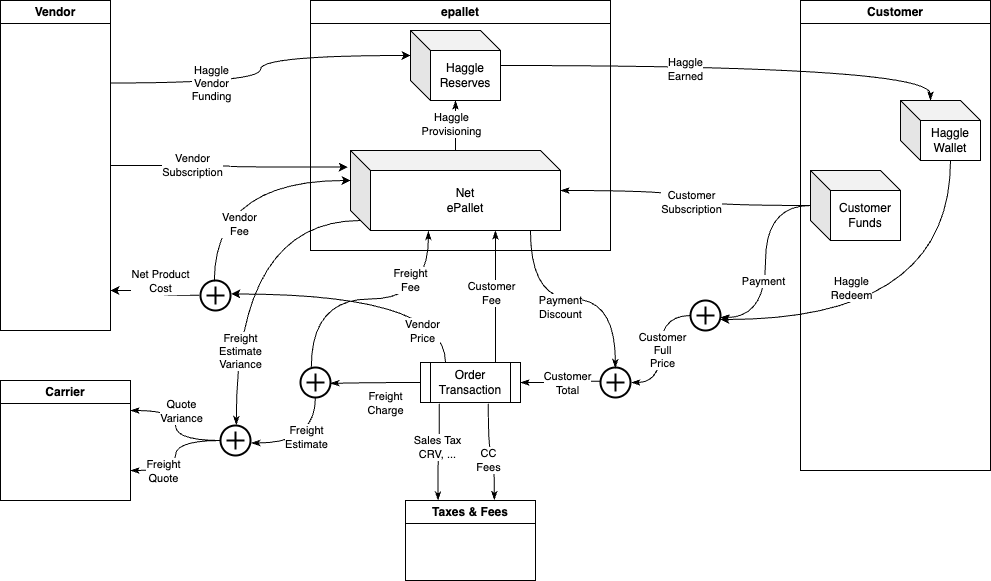 Vendor
epallet
Customer
Haggle
Vendor
Funding
Haggle
Reserves
Haggle
Earned
Haggle
Provisioning
Haggle
Wallet
Vendor
Subscription
Net
ePallet
Customer
Subscription
Customer
Funds
Vendor
Fee
Net Product
Cost
Freight
Fee
Customer
Fee
Payment
Discount
Payment
Haggle
Redeem
Vendor
Price
Freight
Estimate
Variance
Customer
Full
Price
Order
Transaction
Customer
Total
Carrier
Quote
Variance
Freight
Charge
Freight
Estimate
Freight
Quote
Sales Tax
CRV, ...
CC
Fees
Taxes & Fees